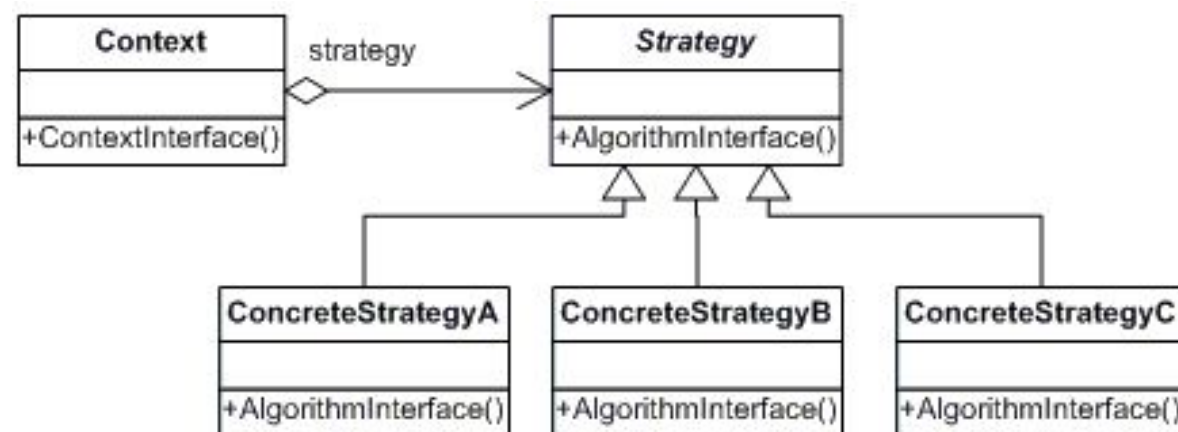 Context
strategy
Strategy
+ContextInterface()
+AlgorithmInterface()
ConcreteStrategyA
ConcreteStrategyB
ConcreteStrategyC
+AlgorithmInterface()
+AlgorithmInterface()
+AlgorithmInterface()